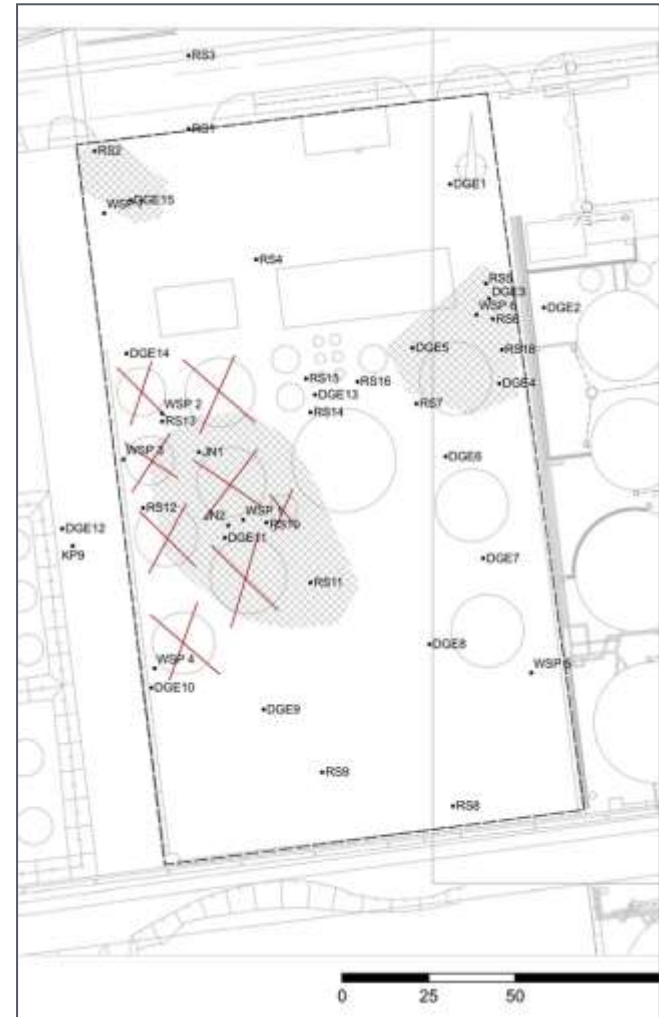 RS3
RS1
RS2
DGE1
DGE15
WSP 7
RS4
RS5
DGE3
WSP 6
RS6
DGE2
DGE5
RS18
DGE14
RS15
RS16
DGE4
DGE13
WSP 2
RS14
RS7
RS13
JN1
WSP 3
DGE6
RS12
JN2
WSP 1
RS10
DGE12
DGE11
KP9
DGE7
RS11
DGE8
WSP 4
WSP 5
DGE10
DGE9
RS9
RS8
0 25 50